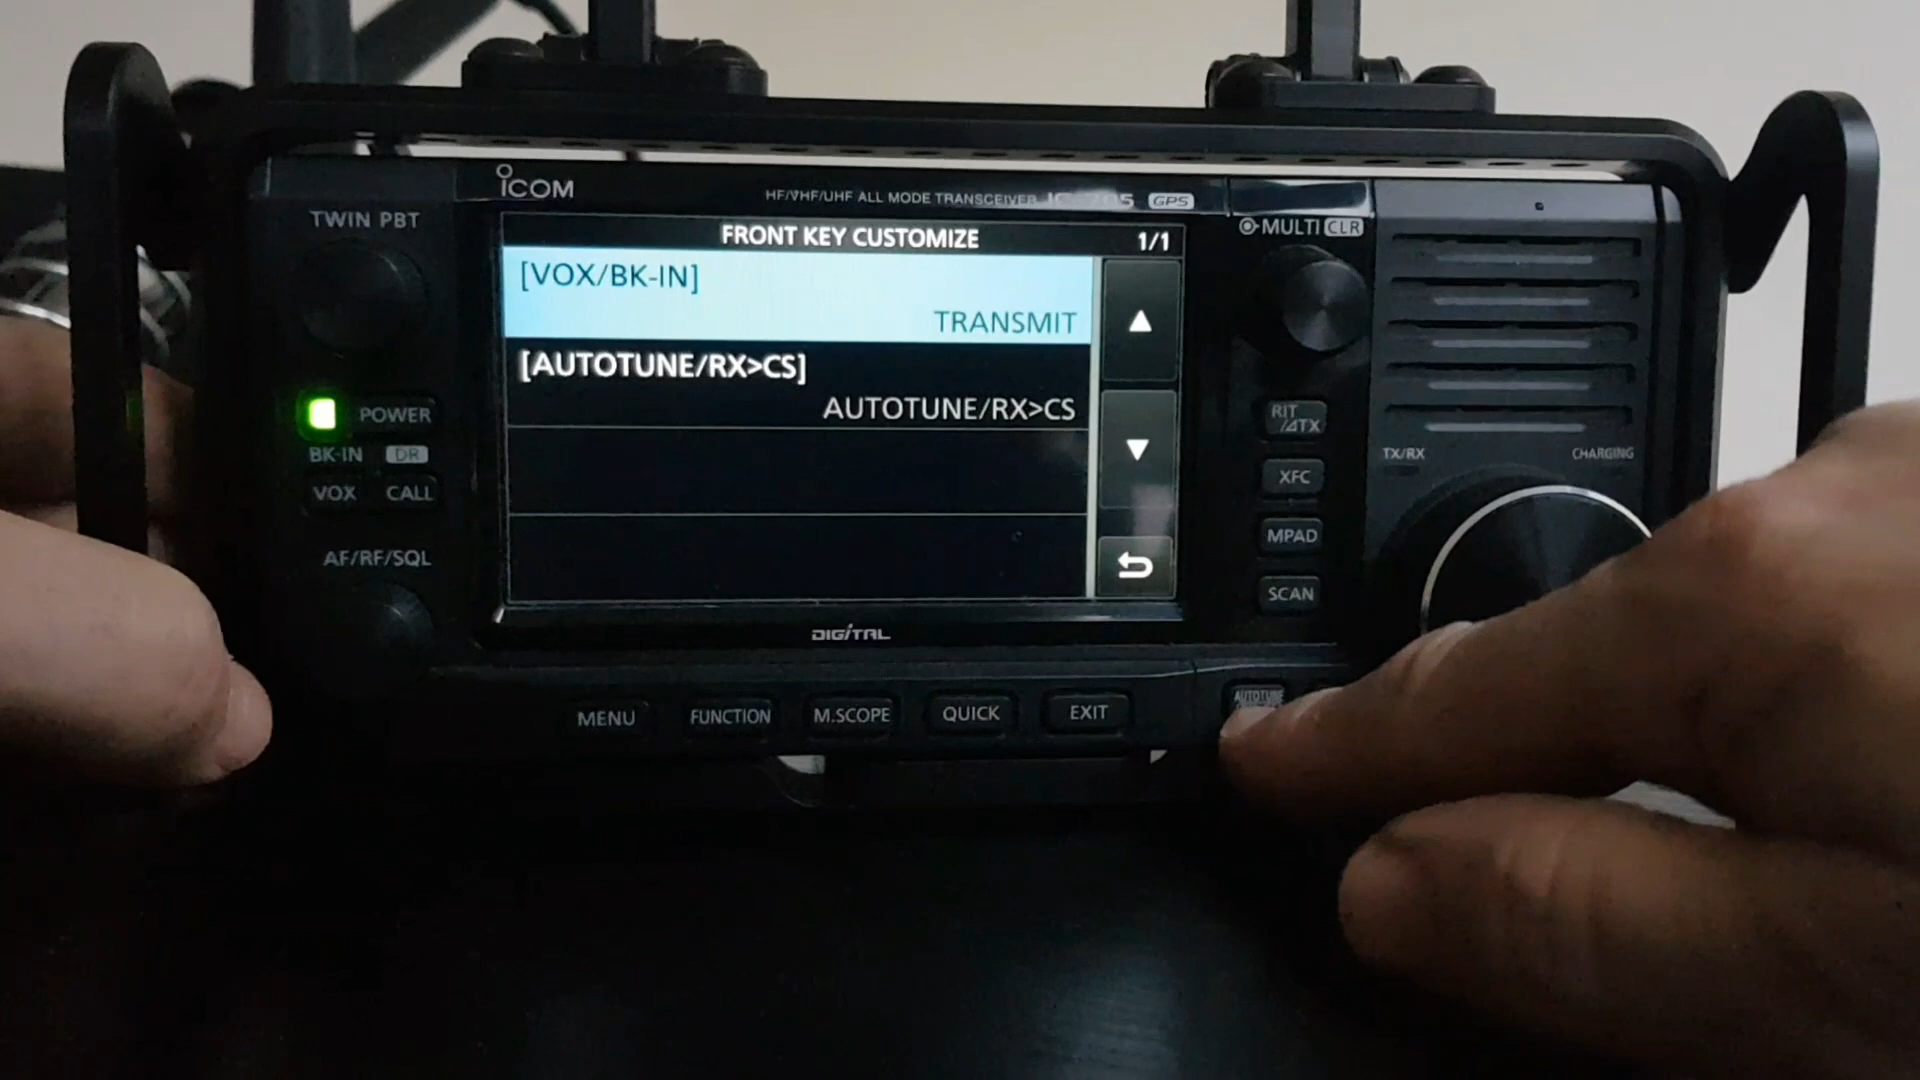 ICOM
HF/VHF/UHF ALL MODE TRANSCEIVER
GPS
TWIN PBT
FRONT KEY CUSTOMIZE
1/1
[VOX/BK-IN]
TRANSMIT
[AUTOTUNE/RX>CS]
AUTOTUNE/RX>CS
MULTI CLR
POWER
BK-IN DR
VOX CALL
AF/RF/SQL
RIT
/⊿TX
XFC
MPAD
SCAN
TX/RX
CHARGING
DIGITAL
MENU
FUNCTION
M.SCOPE
QUICK
EXIT
AUTOTUNE